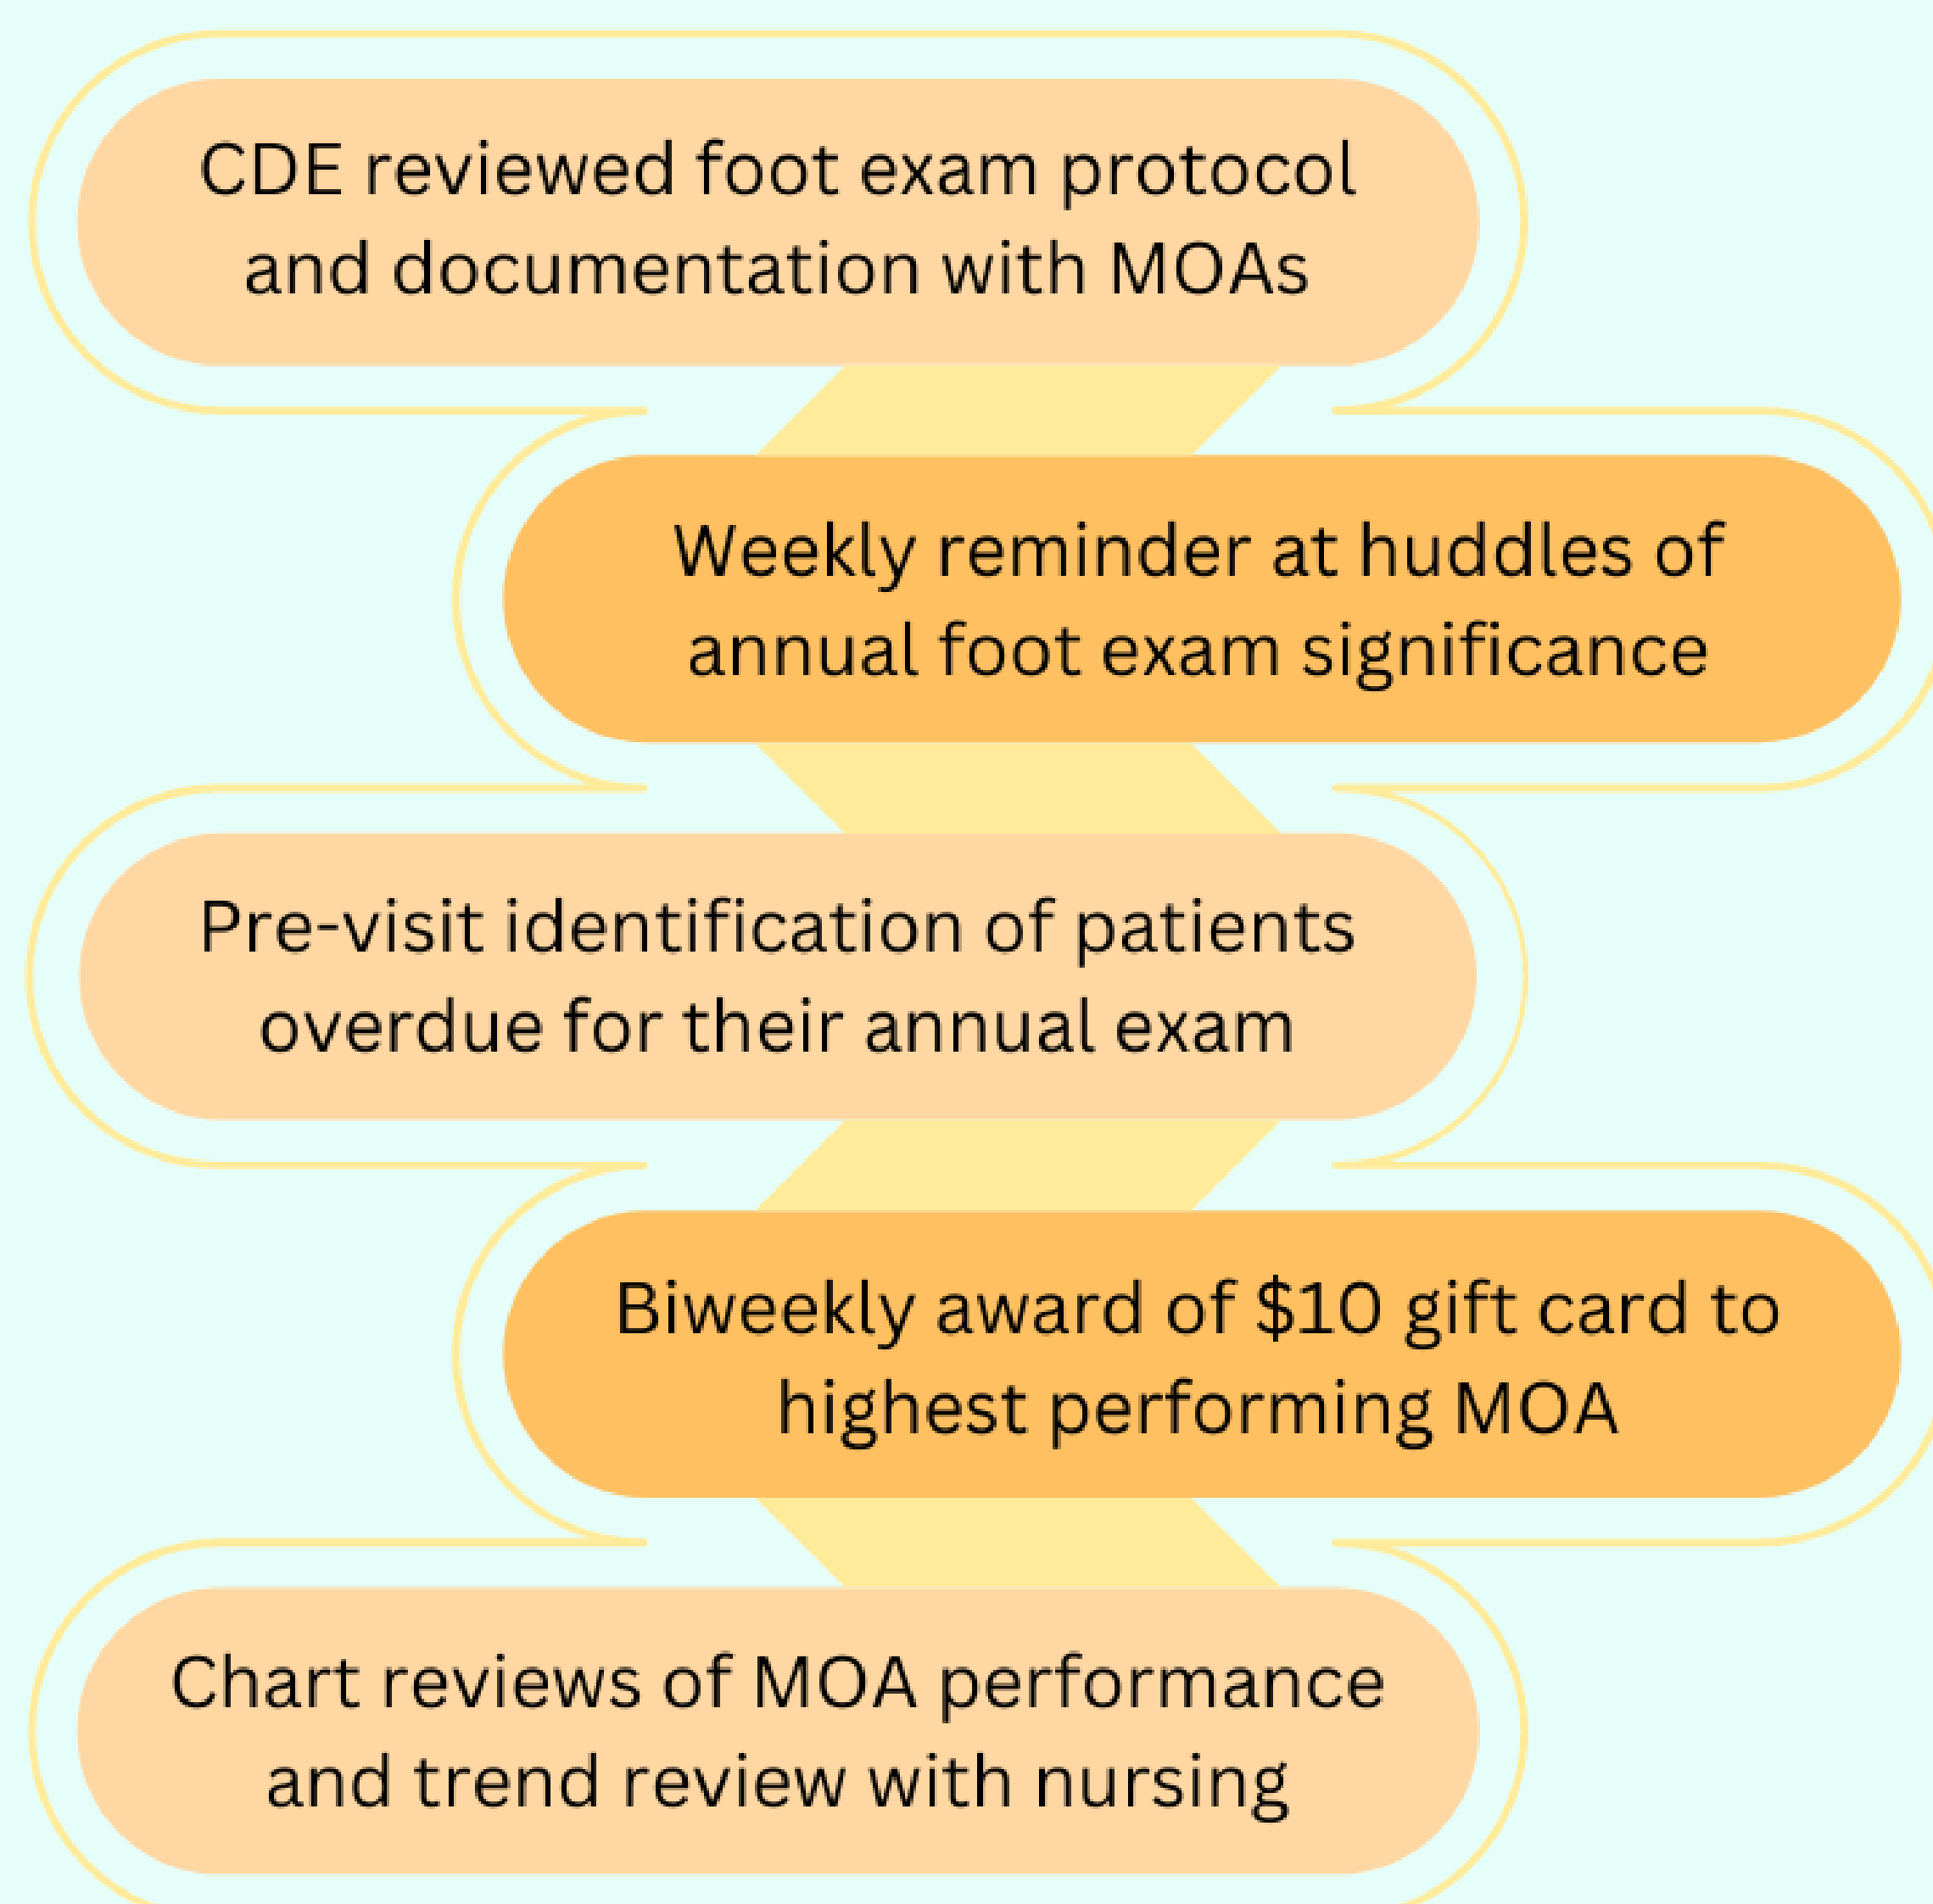 CDE reviewed foot exam protocol
and documentation with MOAs
Weekly reminder at huddles of
annual foot exam significance
Pre-visit identification of patients
overdue for their annual exam
Biweekly award of $10 gift card to
highest performing MOA
Chart reviews of MOA performance
and trend review with nursing